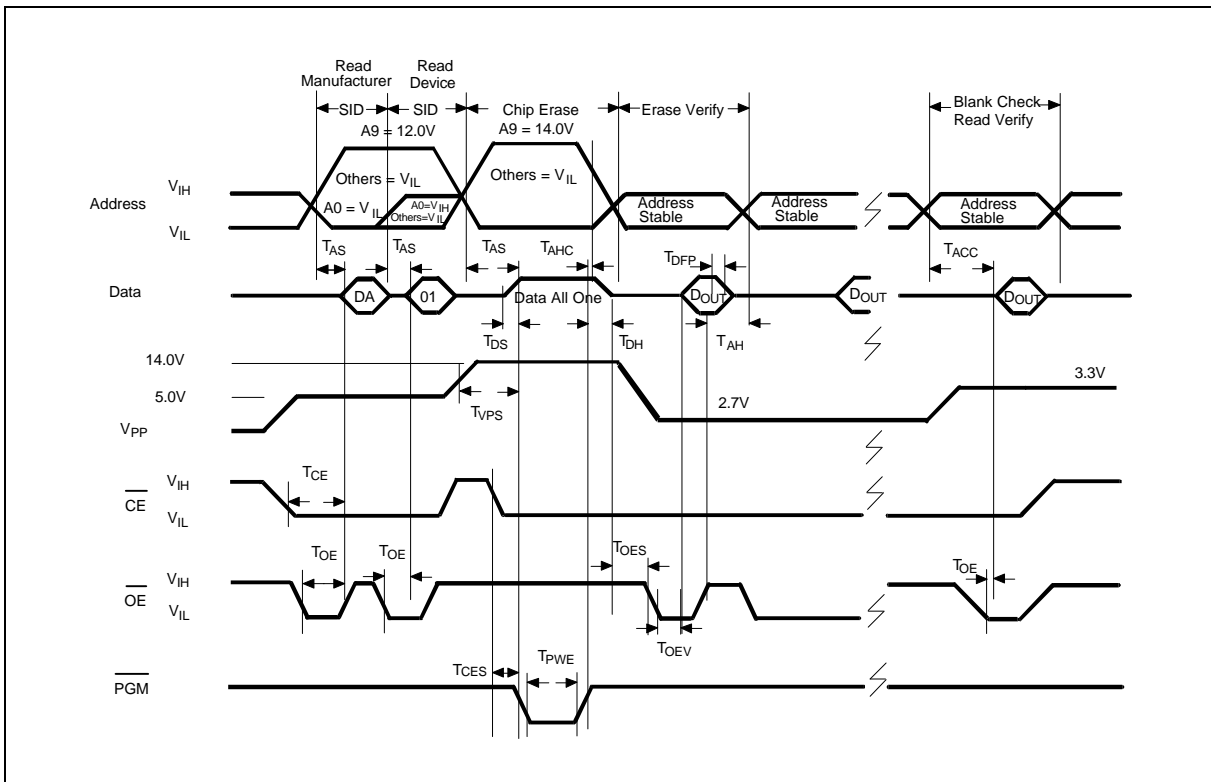 Read
Manufacturer
SID
Read
Device
SID
Chip Erase
Erase Verify
Blank Check
Read Verify
A9 = 12.0V
A9 = 14.0V
Others = VIL
Others = VIL
Address
VIH
VIL
A0 = VIL
A0=VIH
Others=VIL
Address
Stable
Address
Stable
Address
Stable
TAS
TAS
TAS
TAHC
TDFP
TACC
Data
DA
01
Data All One
DOUT
DOUT
DOUT
TDS
TDH
TAH
14.0V
5.0V
VPP
TVPS
2.7V
3.3V
CE
VIH
VIL
TCE
OE
VIH
VIL
TOE
TOE
TOES
TOE
TOEV
TCES
TPWE
PGM